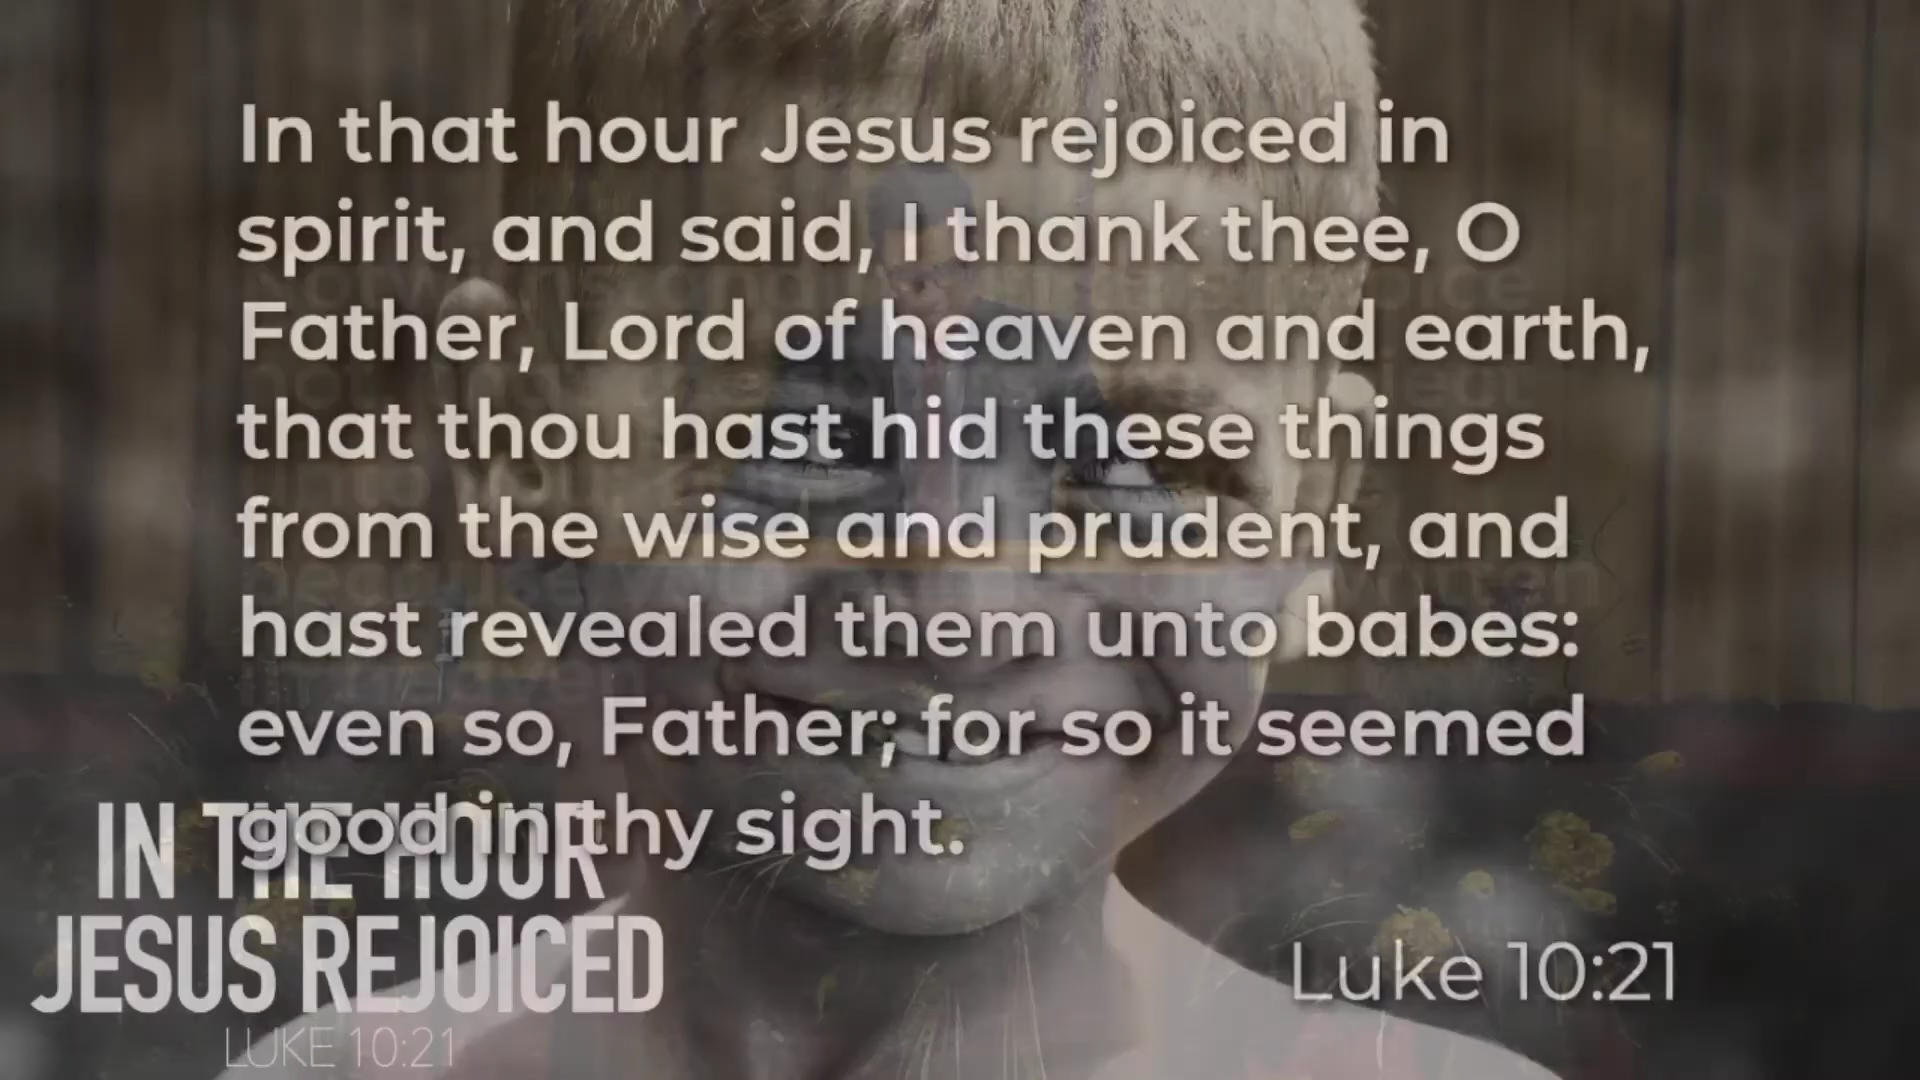 In that hour Jesus rejoiced in
spirit, and said, I thank thee, O
Father, Lord of heaven and earth,
that thou hast hid these things
from the wise and prudent, and
hast revealed them unto babes:
even so, Father; for so it seemed
good in thy sight.
Luke 10:21
IN THE HOUR
JESUS REJOICED
LUKE 10:21